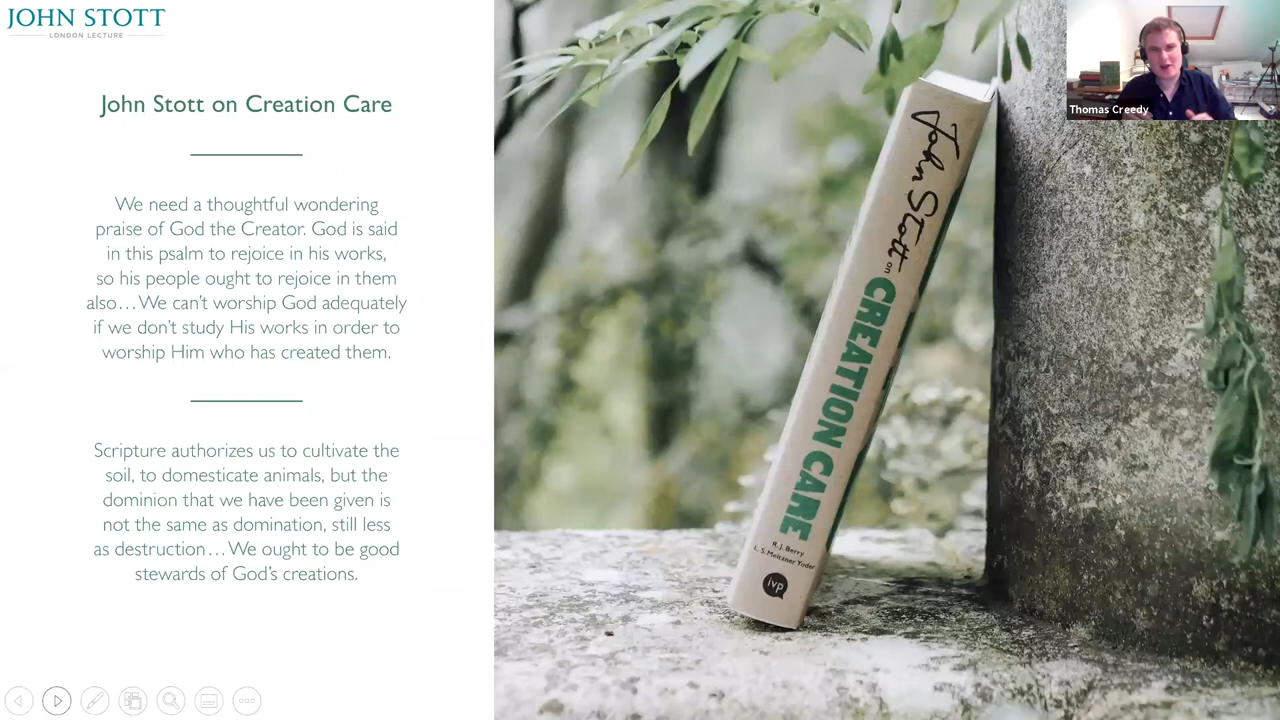 JOHN STOTT
LONDON LECTURE
John Stott on Creation Care
We need a thoughtful wondering
praise of God the Creator. God is said
in this psalm to rejoice in his works,
so his people ought to rejoice in them
also…We can't worship God adequately
if we don't study His works in order to
worship Him who has created them.
Scripture authorizes us to cultivate the
soil, to domesticate animals, but the
dominion that we have been given is
not the same as domination, still less
as destruction…We ought to be good
stewards of God's creations.
John Stott on CREATION CARE
R. J. Berry
L. S. Meitzner Yoder
ivp
Thomas Creedy